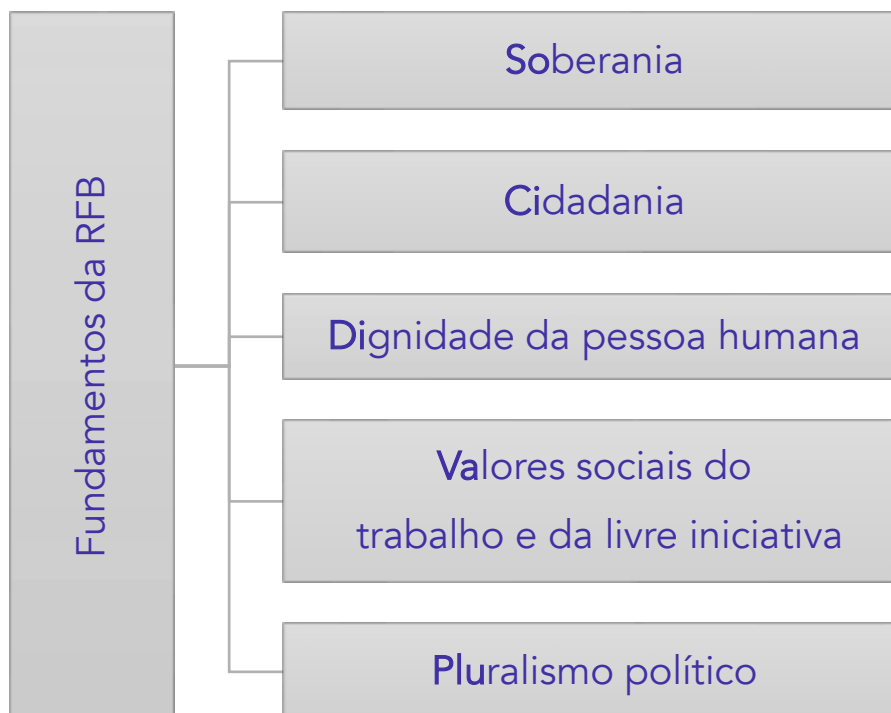 Fundamentos da RFB
Soberania
Cidadania
Dignidade da pessoa humana
Valores sociais do
trabalho e da livre iniciativa
Pluralismo político